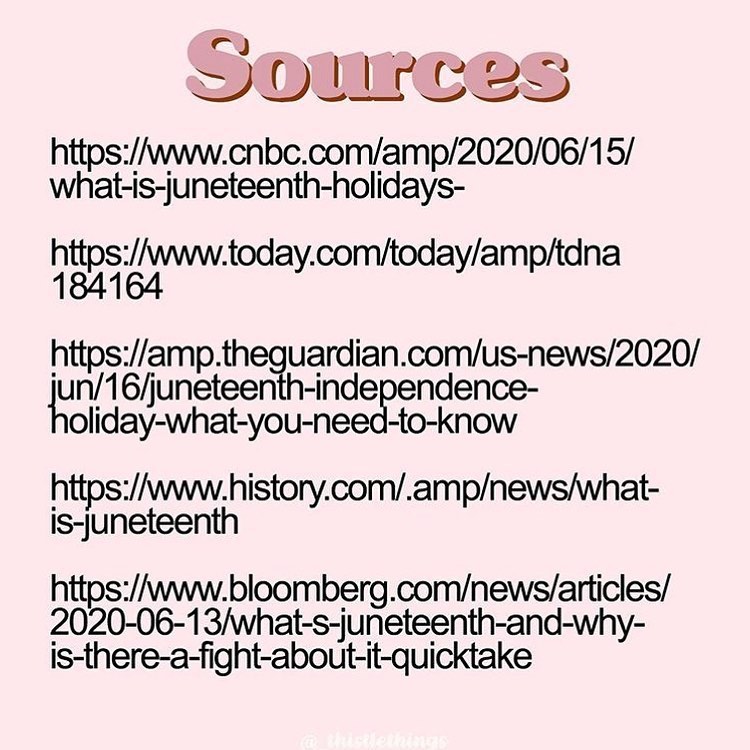 Sources
https://www.cnbc.com/amp/2020/06/15/
what-is-juneteenth-holidays-
https://www.today.com/today/amp/tdna
184164
https://amp.theguardian.com/us-news/2020/
jun/16/juneteenth-independence-
holiday-what-you-need-to-know
https://www.history.com/.amp/news/what-
is-juneteenth
https://www.bloomberg.com/news/articles/
2020-06-13/what-s-juneteenth-and-why-
is-there-a-fight-about-it-quicktake
@thistlethings